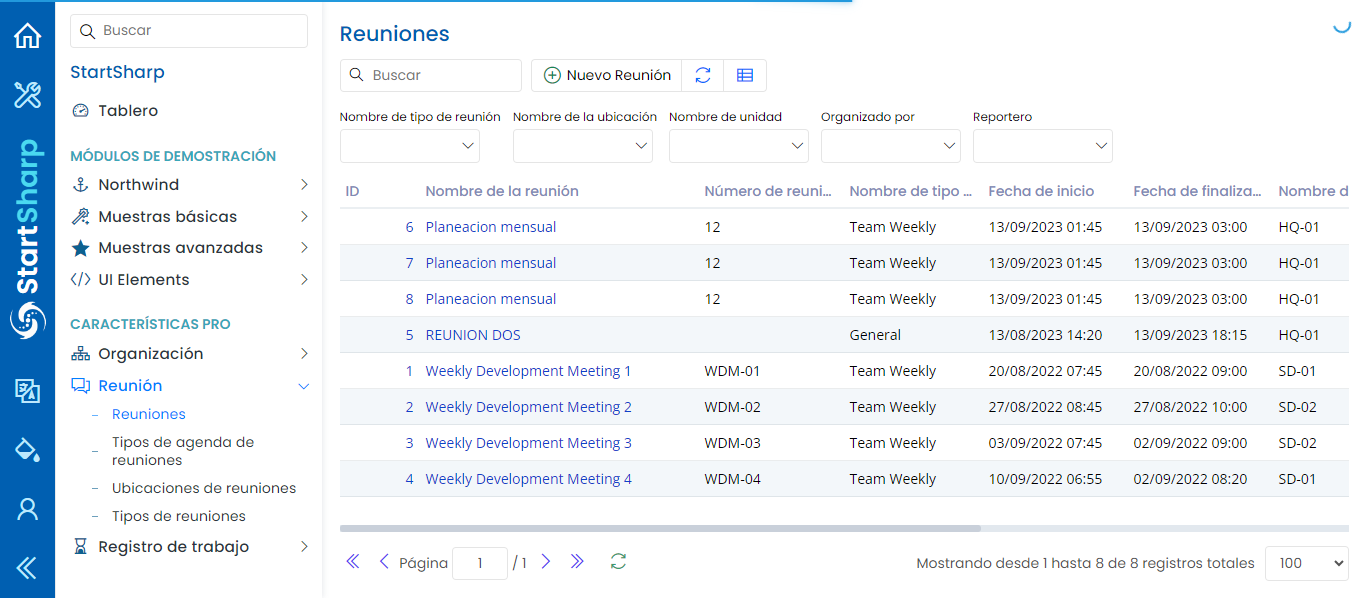 StartSharp
Buscar
StartSharp
Tablero
MÓDULOS DE DEMOSTRACIÓN
Northwind
Muestras básicas
Muestras avanzadas
UI Elements
CARACTERÍSTICAS PRO
Organización
Reunión
Reuniones
Tipos de agenda de
reuniones
Ubicaciones de reuniones
Tipos de reuniones
Registro de trabajo
Reuniones
Buscar
Nuevo Reunión
Nombre de tipo de reunión Nombre de la ubicación Nombre de unidad Organizado por Reportero
ID Nombre de la reunión Número de reuni... Nombre de tipo ... Fecha de inicio Fecha de finaliza... Nombre d
6 Planeacion mensual 12 Team Weekly 13/09/2023 01:45 13/09/2023 03:00 HQ-01
7 Planeacion mensual 12 Team Weekly 13/09/2023 01:45 13/09/2023 03:00 HQ-01
8 Planeacion mensual 12 Team Weekly 13/09/2023 01:45 13/09/2023 03:00 HQ-01
5 REUNION DOS General 13/08/2023 14:20 13/09/2023 18:15 HQ-01
1 Weekly Development Meeting 1 WDM-01 Team Weekly 20/08/2022 07:45 20/08/2022 09:00 SD-01
2 Weekly Development Meeting 2 WDM-02 Team Weekly 27/08/2022 08:45 27/08/2022 10:00 SD-02
3 Weekly Development Meeting 3 WDM-03 Team Weekly 03/09/2022 07:45 02/09/2022 09:00 SD-02
4 Weekly Development Meeting 4 WDM-04 Team Weekly 10/09/2022 06:55 02/09/2022 08:20 SD-01
Página 1 / 1 Mostrando desde 1 hasta 8 de 8 registros totales 100